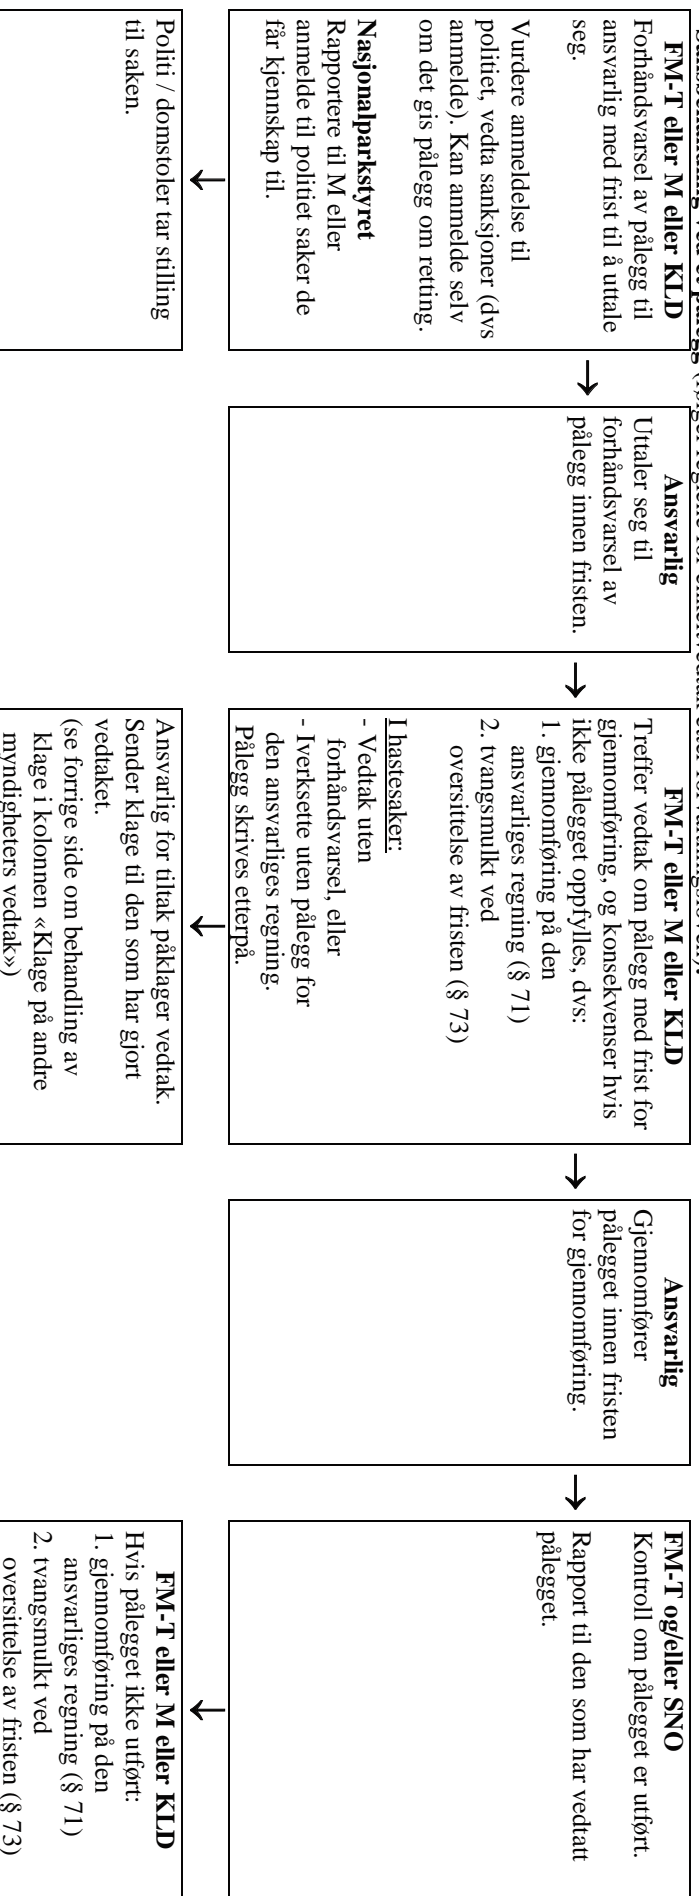 FM-T eller M eller KLD
Forhåndsvarsel av pålegg til
ansvarlig med frist til å uttale
seg.
Vurdere anmeldelse til
politiet, vedta sanksjoner (dvs
anmelde). Kan anmelde selv
om det gis pålegg om retting.
Nasjonalparkstyret
Rapportere til M eller
anmelde til politiet saker de
får kjennskap til.
Politi / domstoler tar stilling
til saken.
Ansvarlig
Uttaler seg til
forhåndsvarsel av
pålegg innen fristen.
FM-T eller M eller KLD
Treffer vedtak om pålegg med frist for
gjennomføring, og konsekvenser hvis
ikke pålegget oppfylles, dvs:
1. gjennomføring på den
ansvarliges regning (§ 71)
2. tvangsmulkt ved
oversittelse av fristen (§ 73)
I hastesaker:
- Vedtak uten
forhåndsvarsel, eller
- Iverksette uten pålegg for
den ansvarliges regning.
Pålegg skrives etterpå.
Ansvarlig for tiltak påklager vedtak.
Sender klage til den som har gjort
vedtaket.
(se forrige side om behandling av
klage i kolonnen «Klage på andre
myndigheters vedtak»)
Ansvarlig
Gjennomfører
pålegget innen fristen
for gjennomføring.
FM-T og/eller SNO
Kontroll om pålegget er utført.
Rapport til den som har vedtatt
pålegget.
FM-T eller M eller KLD
Hvis pålegget ikke utført:
1. gjennomføring på den
ansvarliges regning (§ 71)
2. tvangsmulkt ved
oversittelse av fristen (§ 73)